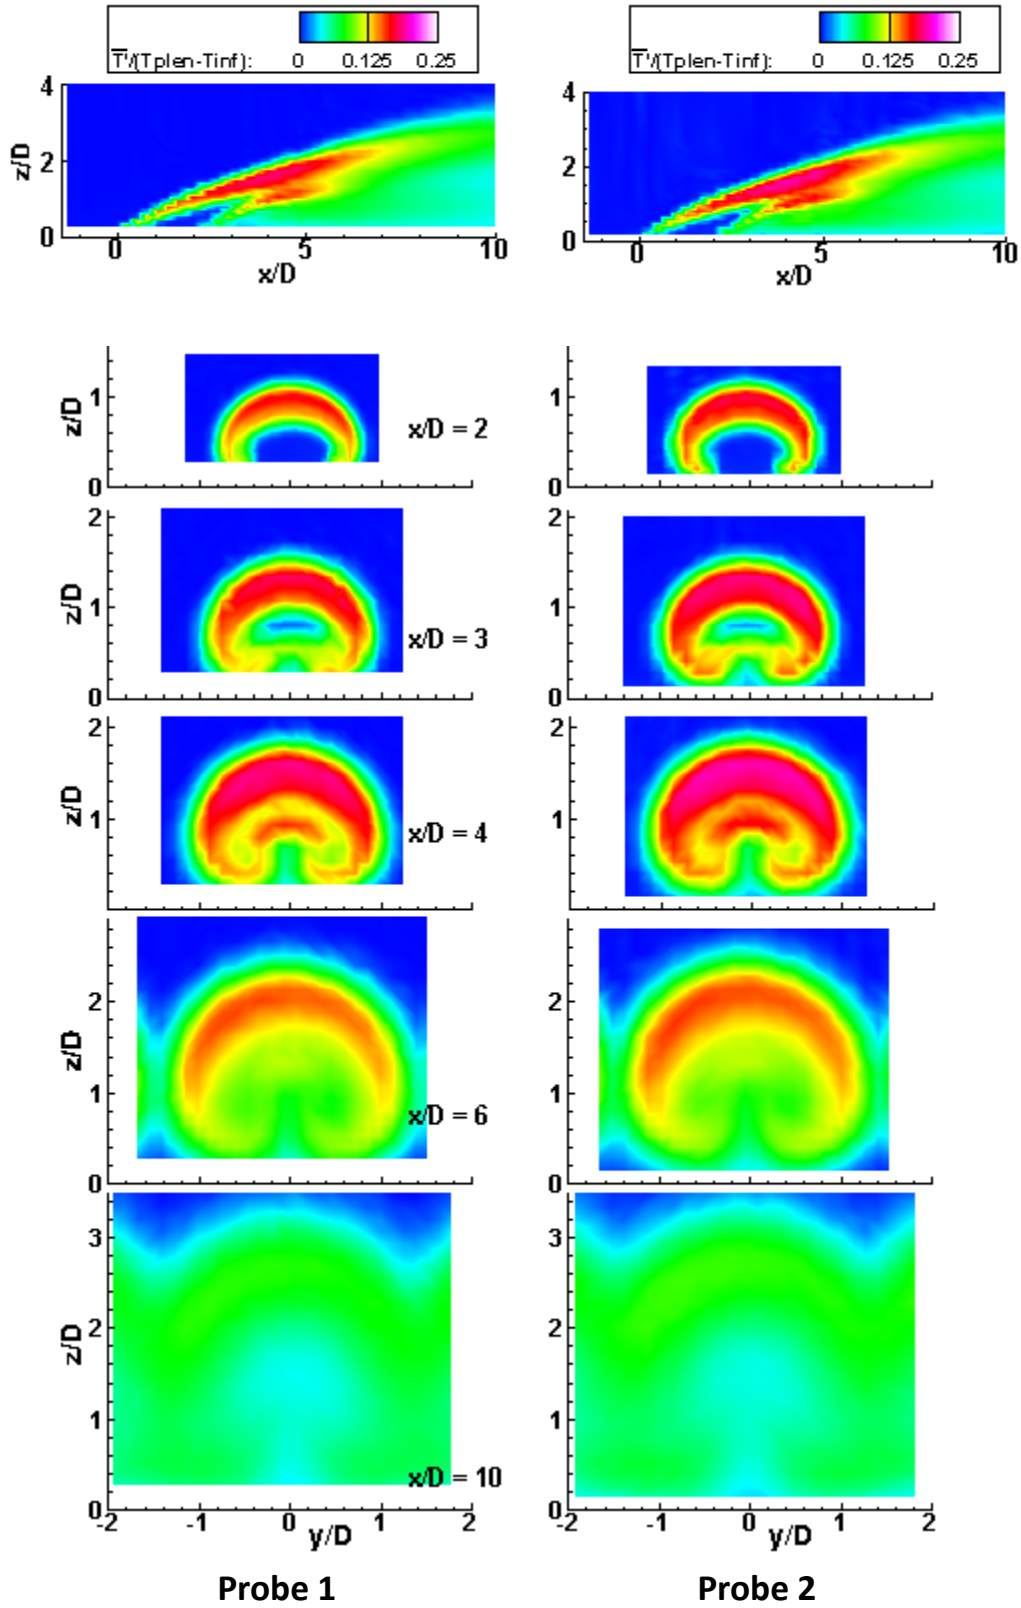 T'/(Tplen-Tinf): 0 0.125 0.25
T'/(Tplen-Tinf): 0 0.125 0.25
4
z/D
2
0
0 5 10
x/D
4
2
0
0 5 10
x/D
z/D
1
0
x/D = 2
1
0
z/D
2
1
0
x/D = 3
2
1
0
z/D
2
1
x/D = 4
2
1
z/D
2
1
0
x/D = 6
2
1
0
z/D
3
2
1
0
x/D = 10
-2 -1 0 1 2
y/D
3
2
1
0
-2 -1 0 1 2
y/D
Probe 1
Probe 2